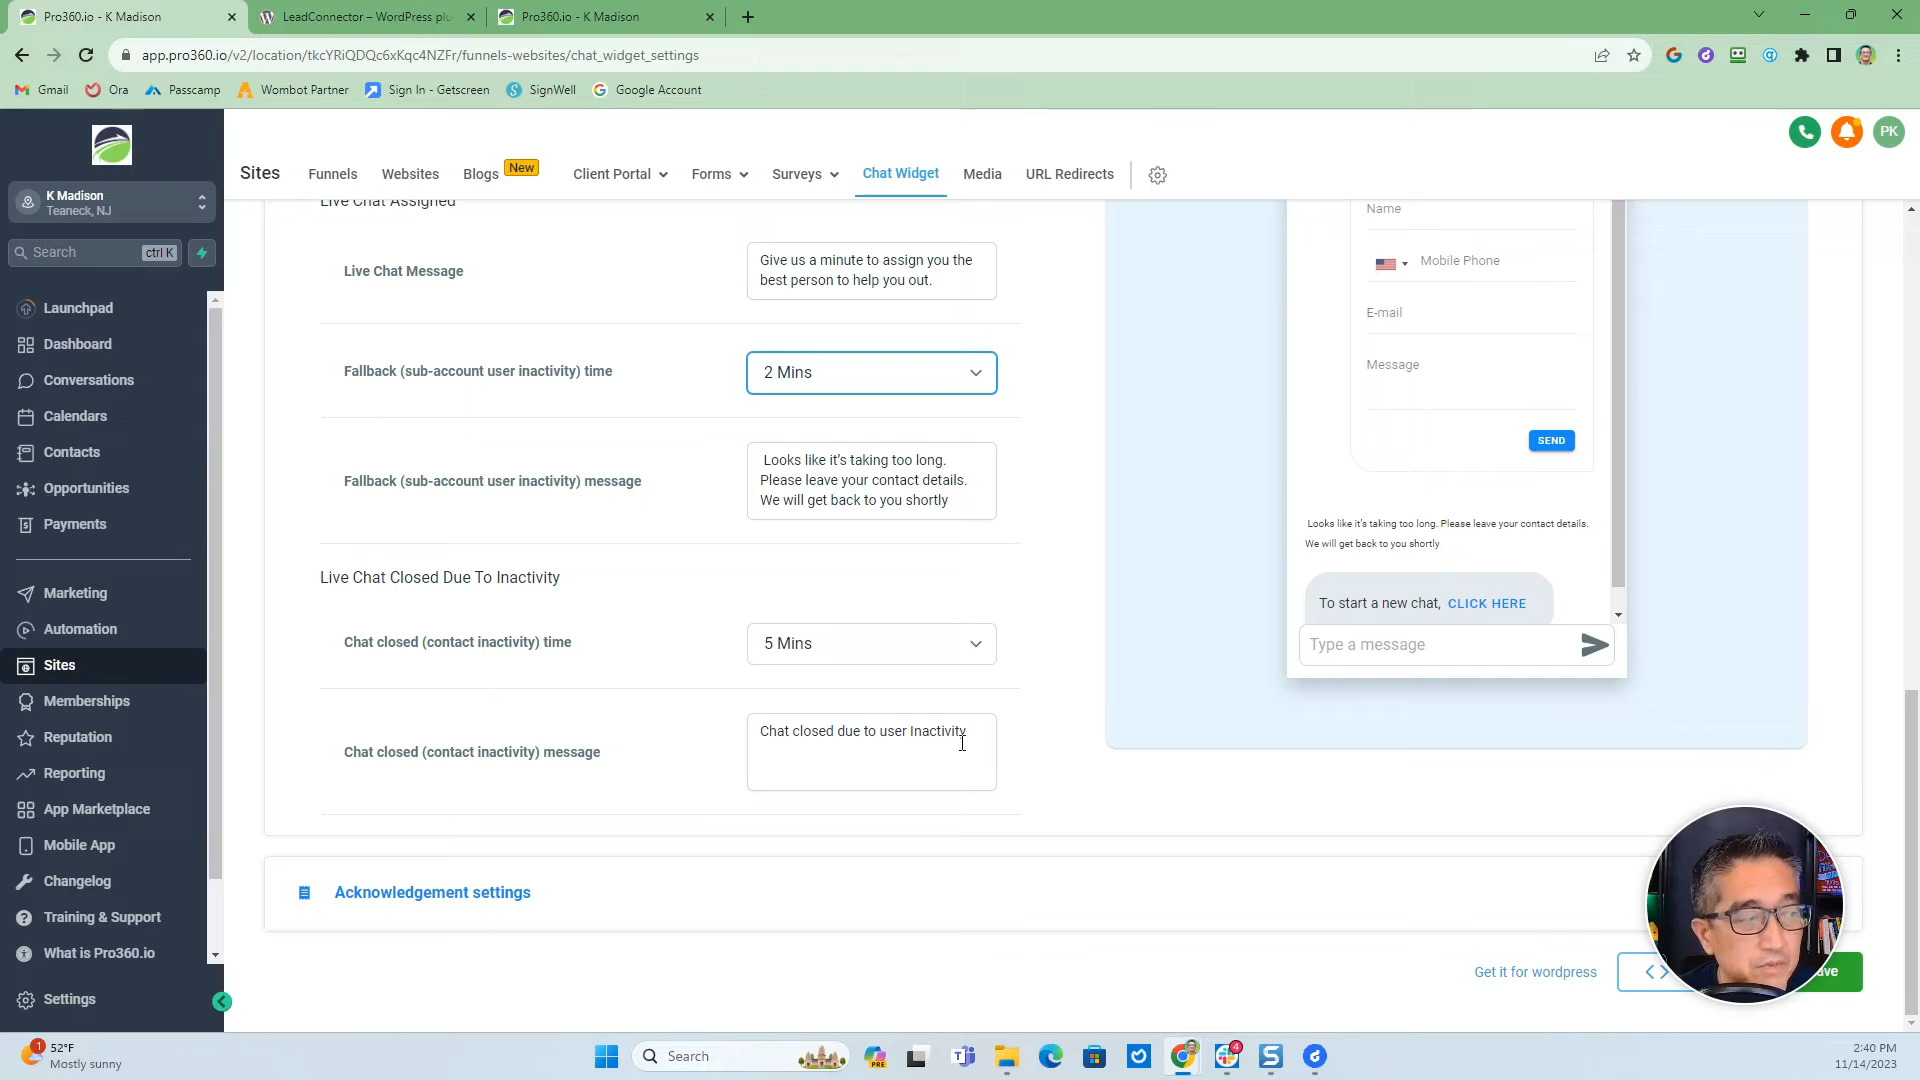 Pro360.io - K Madison
LeadConnector – WordPress plu
Pro360.io - K Madison
app.pro360.io/v2/location/tkcYRiQDQc6xKqc4NZFr/funnels-websites/chat_widget_settings
Gmail
Ora
Passcamp
Wombot Partner
Sign In - Getscreen
SignWell
Google Account
K Madison
Teaneck, NJ
Search
ctrl K
Launchpad
Dashboard
Conversations
Calendars
Contacts
Opportunities
Payments
Marketing
Automation
Sites
Memberships
Reputation
Reporting
App Marketplace
Mobile App
Changelog
Training & Support
What is Pro360.io
Settings
PK
Sites
Funnels
Websites
Blogs
New
Client Portal
Forms
Surveys
Chat Widget
Media
URL Redirects
Live Chat Assigned
Live Chat Message
Give us a minute to assign you the
best person to help you out.
Fallback (sub-account user inactivity) time
2 Mins
Fallback (sub-account user inactivity) message
Looks like it's taking too long.
Please leave your contact details.
We will get back to you shortly
Live Chat Closed Due To Inactivity
Chat closed (contact inactivity) time
5 Mins
Chat closed (contact inactivity) message
Chat closed due to user Inactivity
Name
Mobile Phone
E-mail
Message
SEND
Looks like it's taking too long. Please leave your contact details.
We will get back to you shortly
To start a new chat, CLICK HERE
Type a message
Acknowledgement settings
Get it for wordpress
<>
ave
1
52°F
Mostly sunny
Search
PRE
4
2:40 PM
11/14/2023